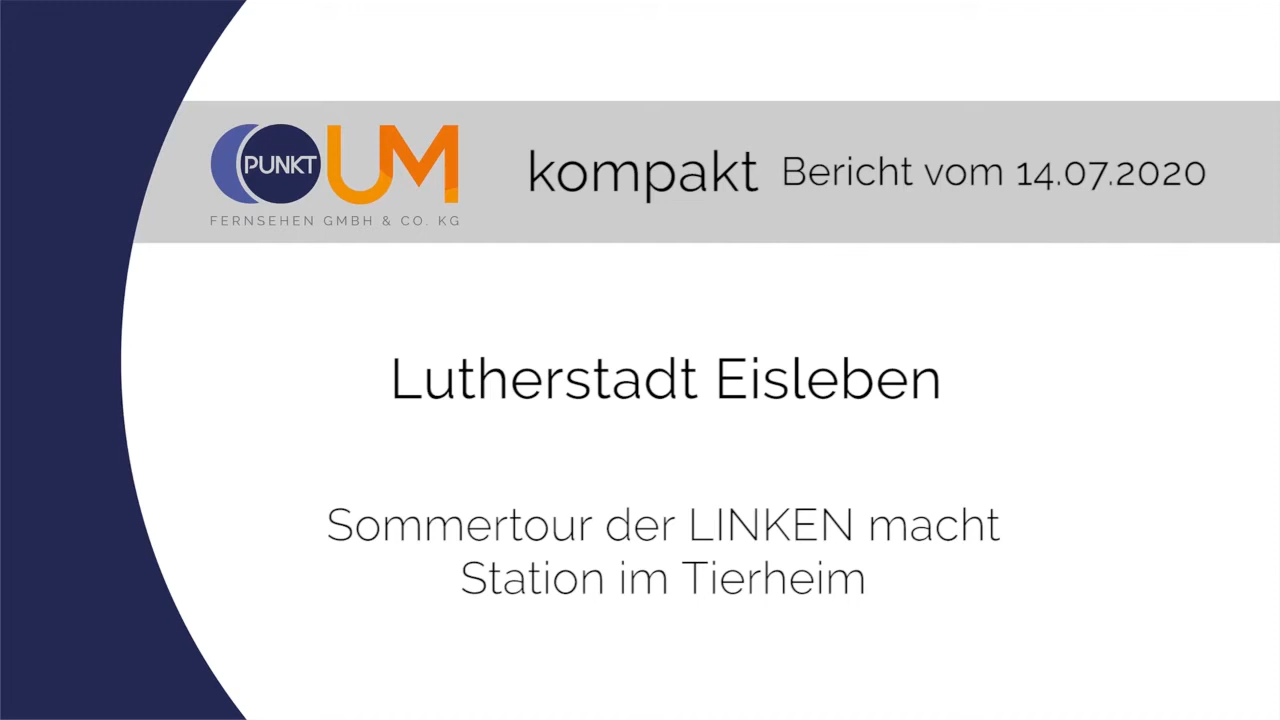 PUNKT UM
FERNSEHEN GMBH & CO. KG
kompakt Bericht vom 14.07.2020
Lutherstadt Eisleben
Sommertour der LINKEN macht
Station im Tierheim